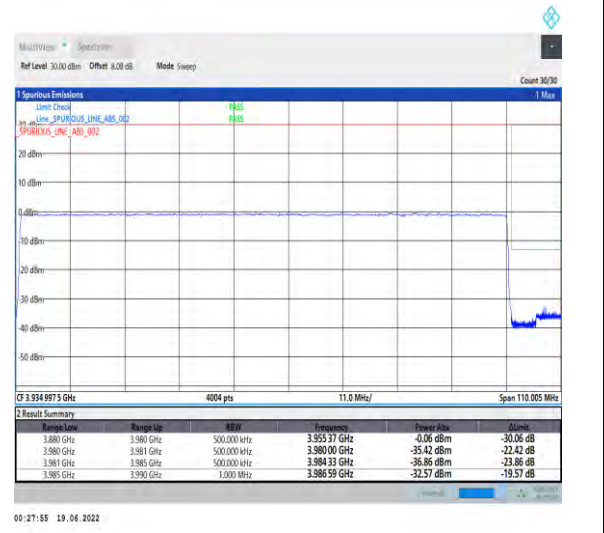 MultiView Spectrum
Ref Level 30.00 dBm Offset 8.08 dB Mode Sweep
Count 30/30
1 Spurious Emissions 1 Max
Limit Check PASS
Line _SPURIOUS_LINE_ABS_002 PASS
30 dBm
_SPURIOUS_LINE_ABS_002
20 dBm
10 dBm
0 dBm
-10 dBm
-20 dBm
-30 dBm
-40 dBm
-50 dBm
CF 3.934 997 5 GHz 4004 pts 11.0 MHz/ Span 110.005 MHz
2 Result Summary
Range Low Range Up RBW Frequency Power Abs ΔLimit
3.880 GHz 3.980 GHz 500.000 kHz 3.955 37 GHz -0.06 dBm -30.06 dB
3.980 GHz 3.981 GHz 500.000 kHz 3.980 00 GHz -35.42 dBm -22.42 dB
3.981 GHz 3.985 GHz 500.000 kHz 3.984 33 GHz -36.86 dBm -23.86 dB
3.985 GHz 3.990 GHz 1.000 MHz 3.986 59 GHz -32.57 dBm -19.57 dB
00:27:55 19.06.2022